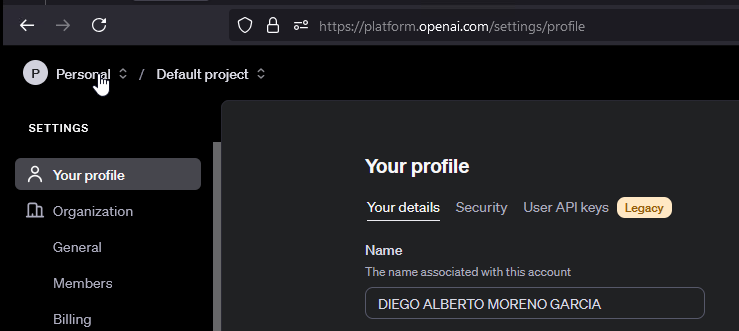 https://platform.openai.com/settings/profile
P Personal / Default project
SETTINGS
Your profile
Organization
General
Members
Billing
Your profile
Your details Security User API keys Legacy
Name
The name associated with this account
DIEGO ALBERTO MORENO GARCIA